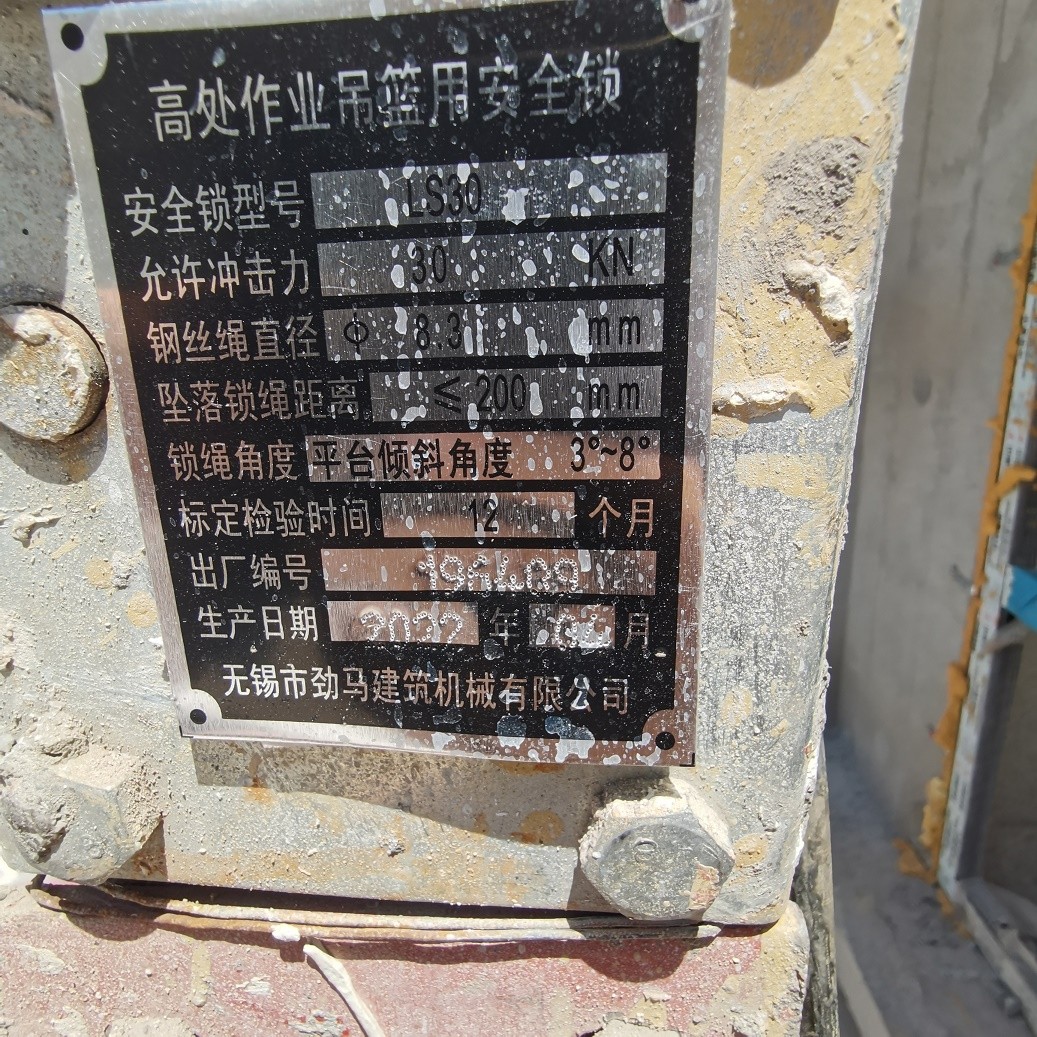 高处作业吊篮用安全锁
安全锁型号 LS30
允许冲击力 30 KN
钢丝绳直径 Φ 8.3 mm
坠落锁绳距离 ≤200 mm
锁绳角度 平台倾斜角度 3°~8°
标定检验时间 12 个月
出厂编号
生产日期 2022 年 月
无锡市劲马建筑机械有限公司